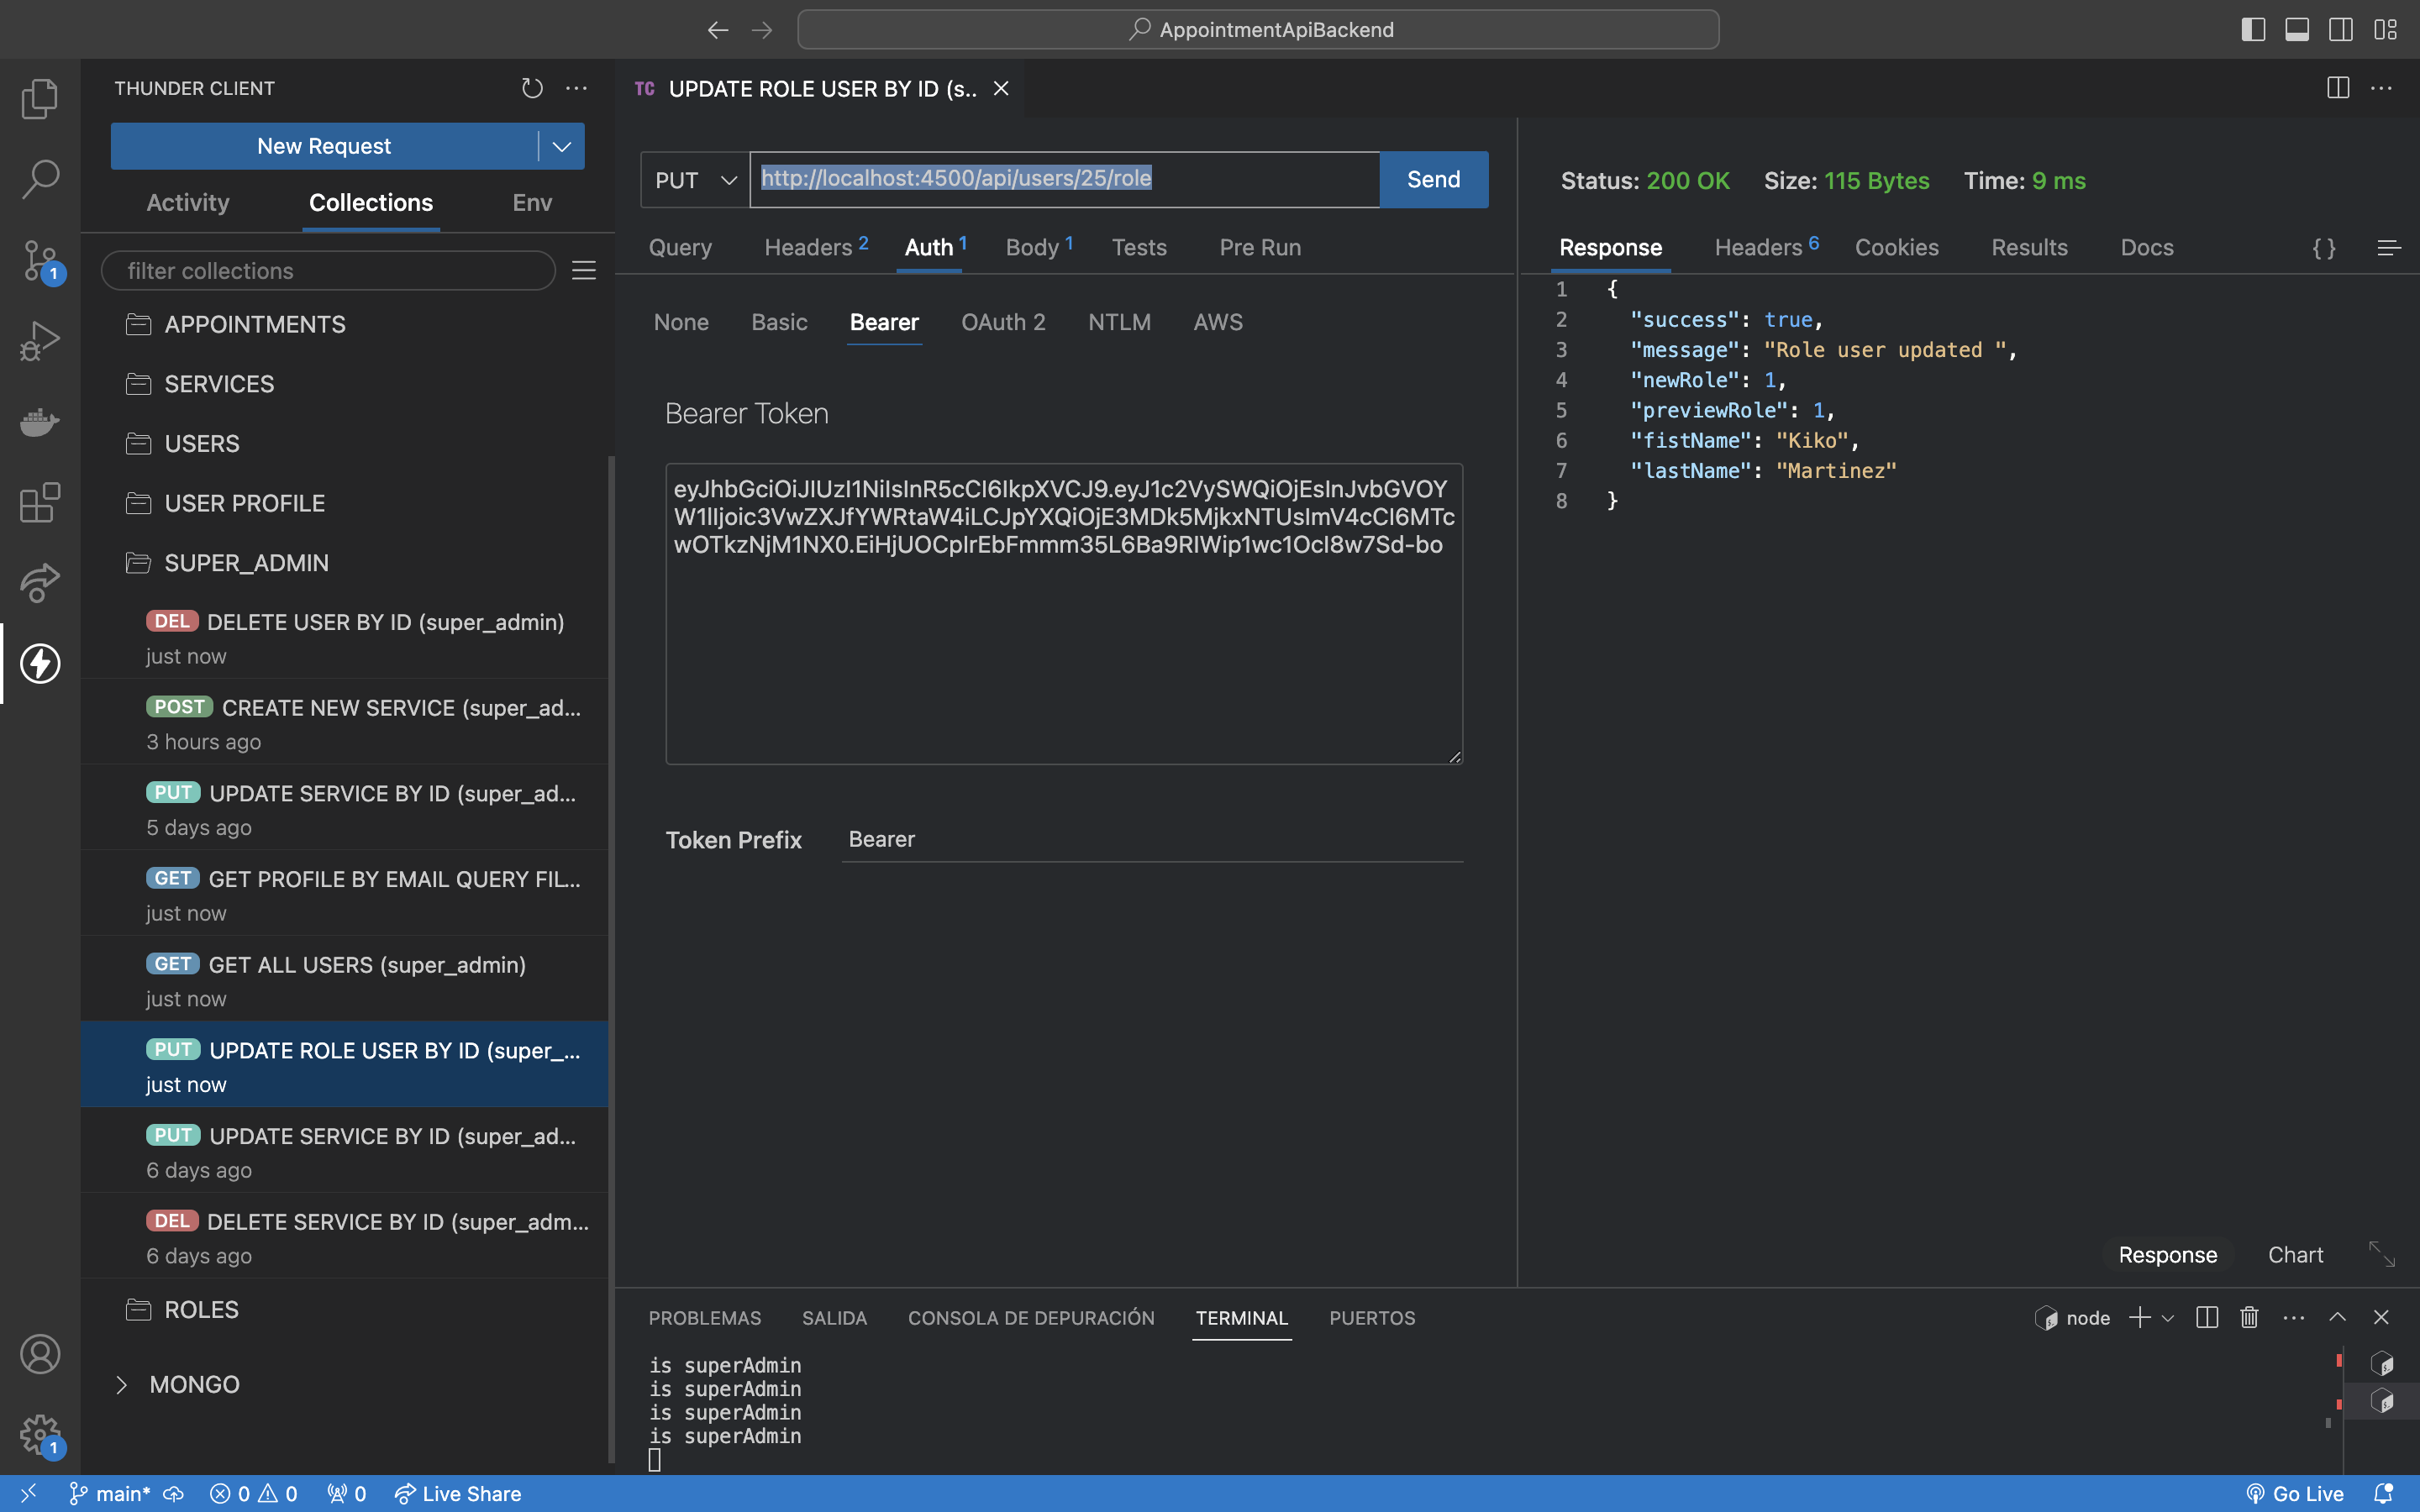 AppointmentApiBackend
THUNDER CLIENT
New Request
Activity Collections Env
filter collections
APPOINTMENTS
SERVICES
USERS
USER PROFILE
SUPER_ADMIN
DEL DELETE USER BY ID (super_admin)
just now
POST CREATE NEW SERVICE (super_ad...
3 hours ago
PUT UPDATE SERVICE BY ID (super_ad...
5 days ago
GET GET PROFILE BY EMAIL QUERY FIL...
just now
GET GET ALL USERS (super_admin)
just now
PUT UPDATE ROLE USER BY ID (super_...
just now
PUT UPDATE SERVICE BY ID (super_ad...
6 days ago
DEL DELETE SERVICE BY ID (super_adm...
6 days ago
ROLES
MONGO
1
1
TC UPDATE ROLE USER BY ID (s..
PUT http://localhost:4500/api/users/25/role Send
Query Headers 2 Auth 1 Body 1 Tests Pre Run
None Basic Bearer OAuth 2 NTLM AWS
Bearer Token
Token Prefix Bearer
Status: 200 OK Size: 115 Bytes Time: 9 ms
Response Headers 6 Cookies Results Docs { }
1 {
2 "success": true,
3 "message": "Role user updated ",
4 "newRole": 1,
5 "previewRole": 1,
6 "fistName": "Kiko",
7 "lastName": "Martinez"
8 }
Response Chart
PROBLEMAS SALIDA CONSOLA DE DEPURACIÓN TERMINAL PUERTOS
node
is superAdmin
is superAdmin
is superAdmin
is superAdmin
main* 0 0 0 Live Share
Go Live